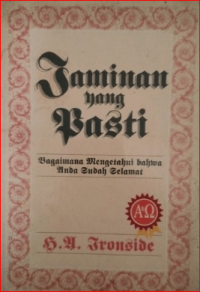 Jaminan
yang
Pasti
Bagaimana Mengetahui bahwa
Anda Sudah Selamat
AΩ
H.A. Ironside